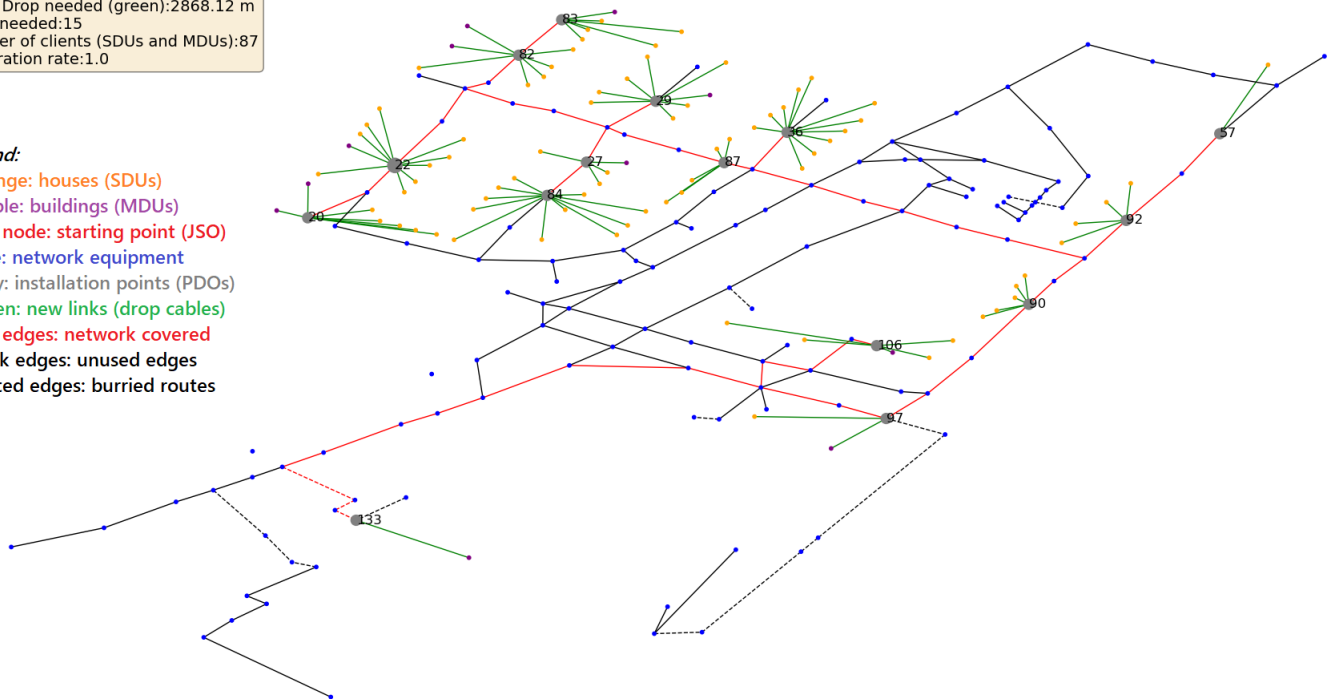 Drop needed (green):2868.12 m
needed:15
er of clients (SDUs and MDUs):87
ration rate:1.0
nd:
nge: houses (SDUs)
ple: buildings (MDUs)
node: starting point (JSO)
e: network equipment
y: installation points (PDOs)
en: new links (drop cables)
edges: network covered
k edges: unused edges
ted edges: burried routes
83
82
29
36
57
87
27
22
84
20
92
90
106
97
133